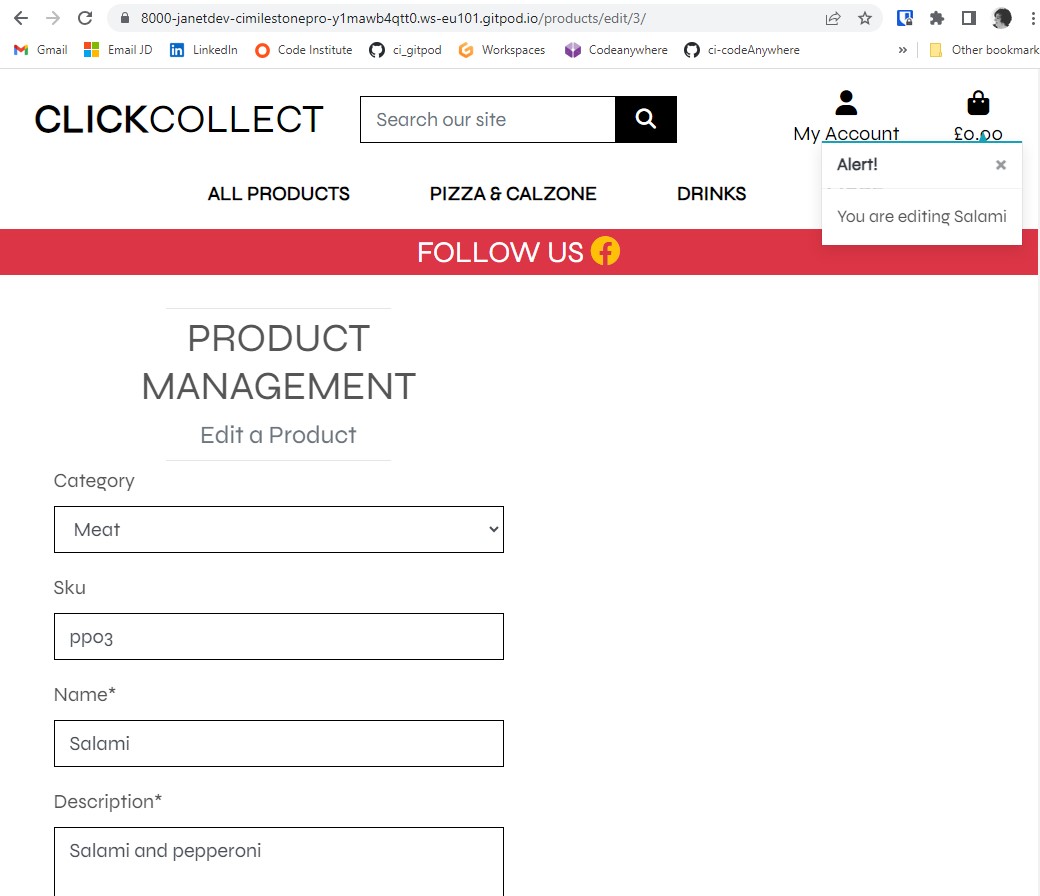 8000-janetdev-cimilestonepro-y1mawb4qtt0.ws-eu101.gitpod.io/products/edit/3/
Gmail Email JD LinkedIn Code Institute ci_gitpod Workspaces Codeanywhere ci-codeAnywhere » Other bookmark
CLICKCOLLECT
Search our site
My Account
£0.00
Alert! ×
You are editing Salami
ALL PRODUCTS PIZZA & CALZONE DRINKS
FOLLOW US
PRODUCT
MANAGEMENT
Edit a Product
Category
Meat
Sku
pp03
Name*
Salami
Description*
Salami and pepperoni